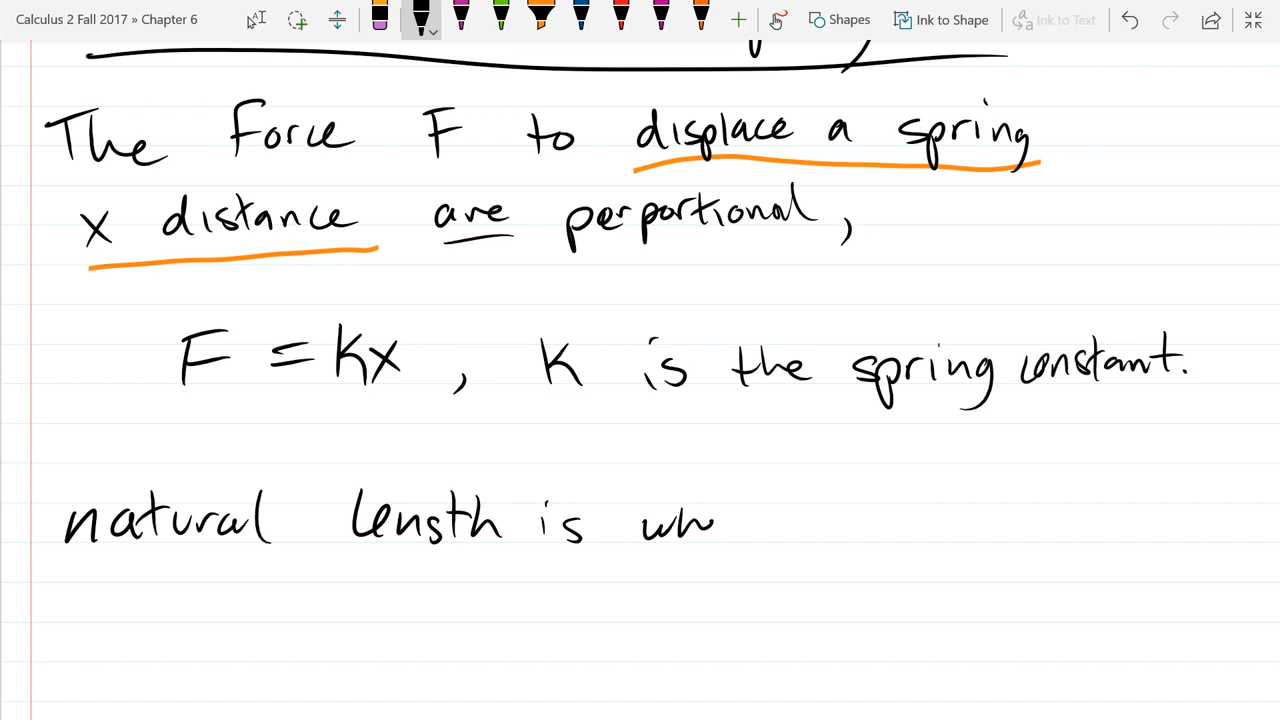 Calculus 2 Fall 2017 » Chapter 6
Shapes
Ink to Shape
Ink to Text
The Force F to displace a spring
x distance are perportional,
F = kx, K is the spring constant.
natural length is wh